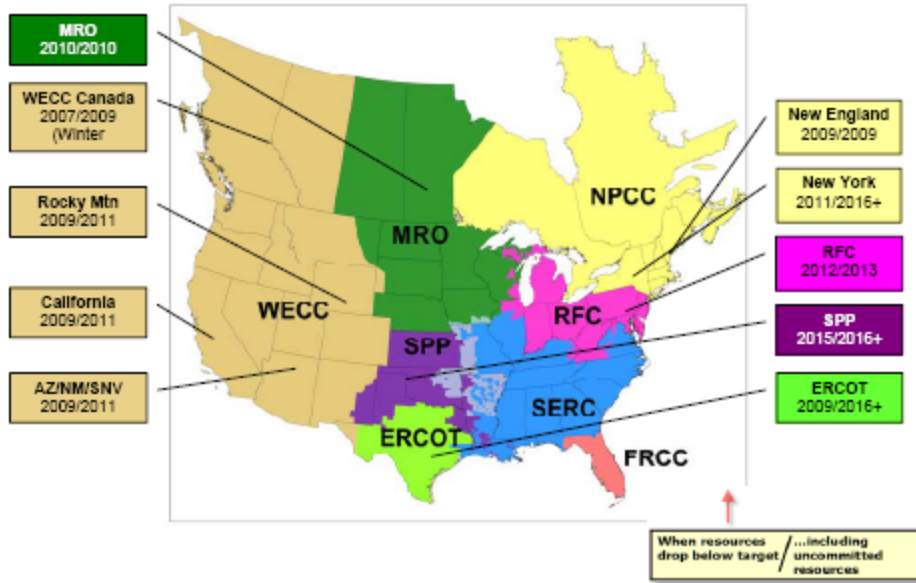 MRO
2010/2010
WECC Canada
2007/2009
(Winter
Rocky Mtn
2009/2011
California
2009/2011
AZ/NM/SNV
2009/2011
NPCC
MRO
WECC
RFC
SPP
SERC
ERCOT
FRCC
New England
2009/2009
New York
2011/2016+
RFC
2012/2013
SPP
2015/2016+
ERCOT
2009/2016+
When resources
drop below target
/
...including
uncommitted
resources